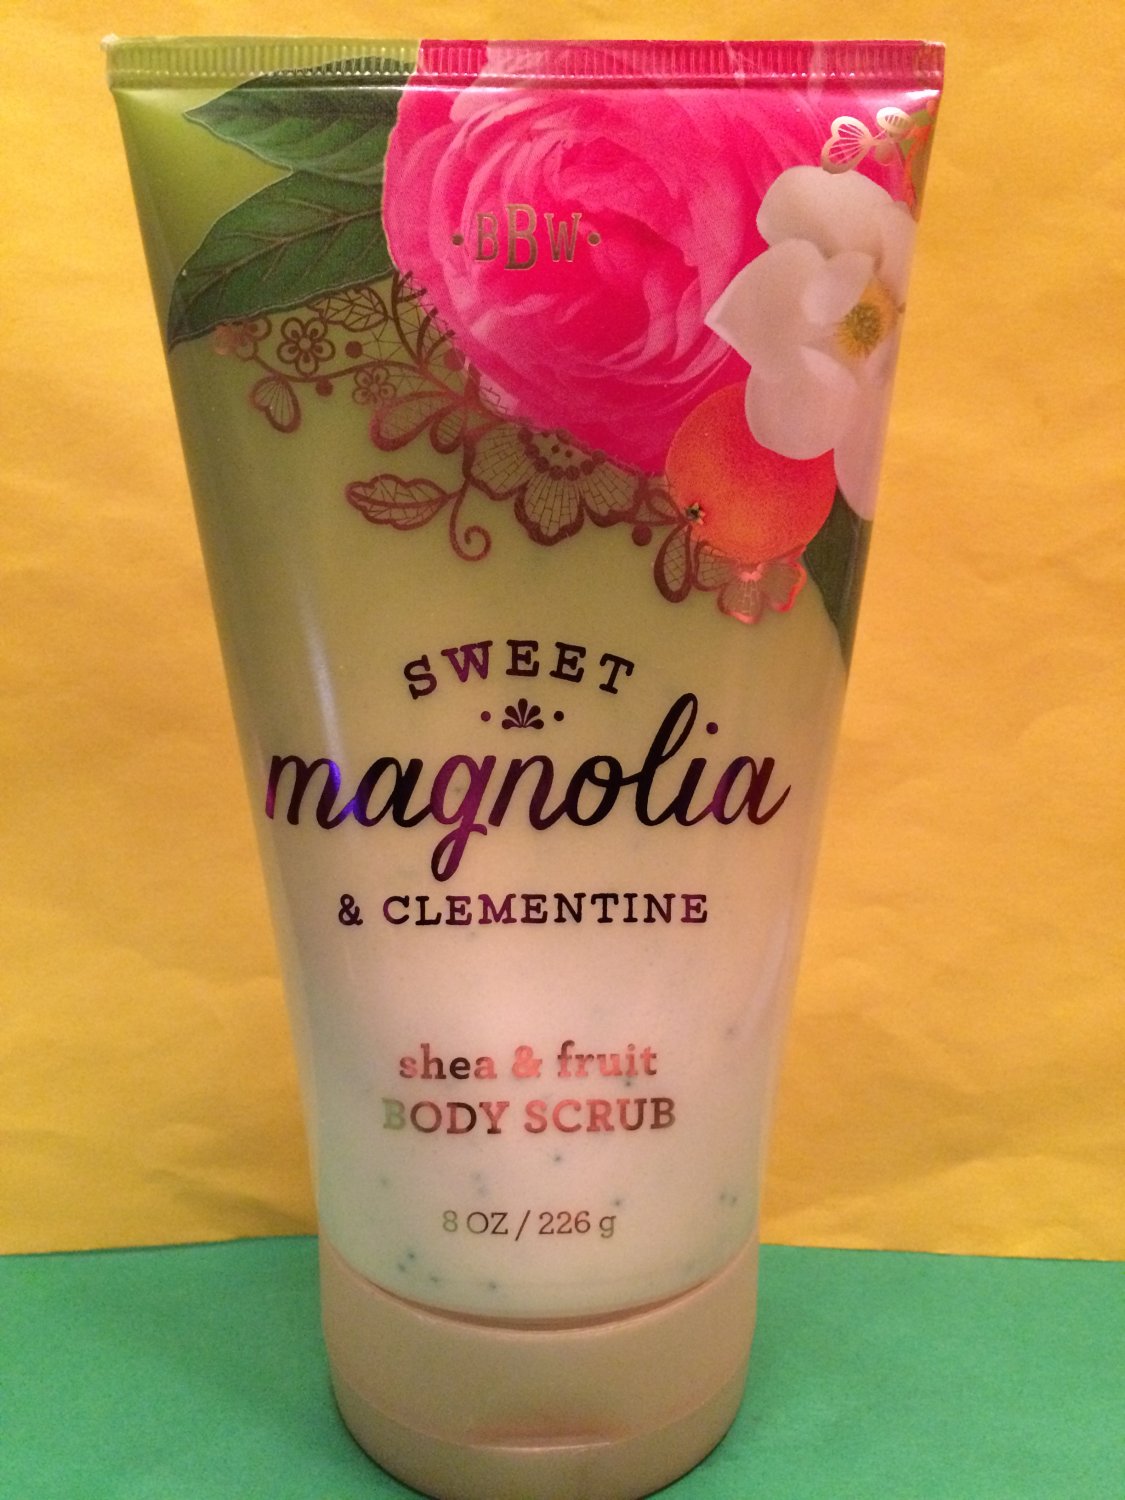 ·BBW·
SWEET
magnolia
& CLEMENTINE
shea & fruit
BODY SCRUB
8 OZ / 226 g